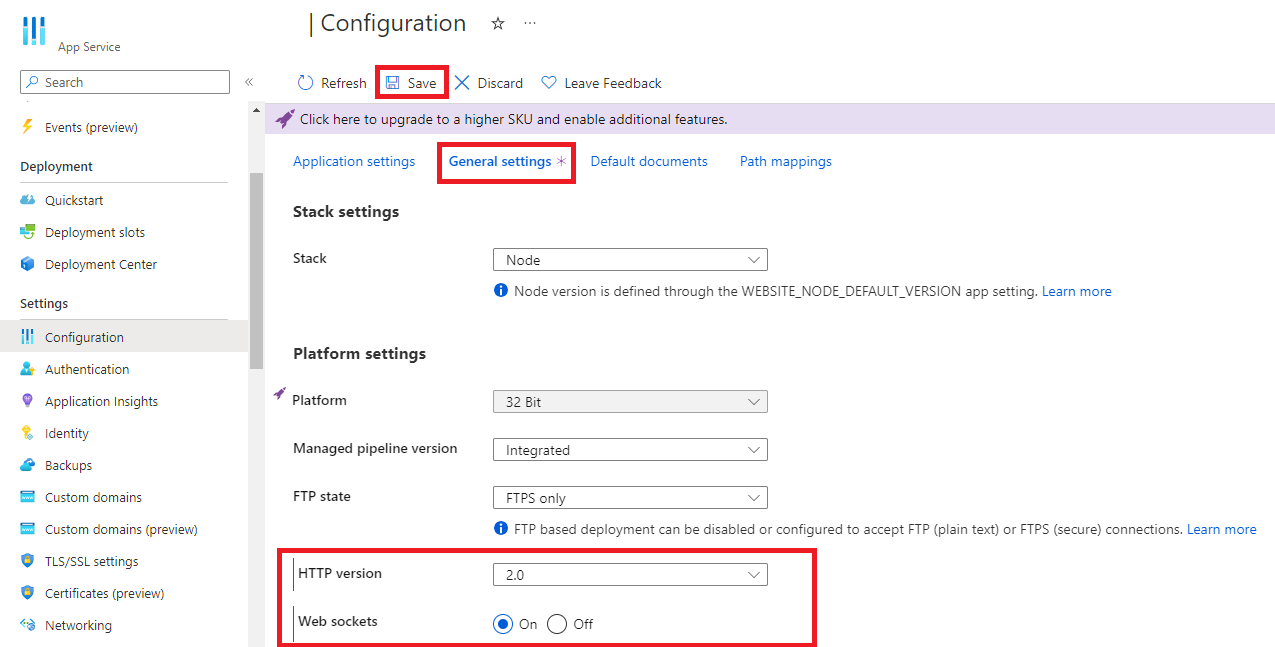 | Configuration ☆ ...
App Service
Search «
Refresh Save Discard Leave Feedback
Click here to upgrade to a higher SKU and enable additional features.
Events (preview)
Deployment
Quickstart
Deployment slots
Deployment Center
Settings
Configuration
Authentication
Application Insights
Identity
Backups
Custom domains
Custom domains (preview)
TLS/SSL settings
Certificates (preview)
Networking
Application settings General settings * Default documents Path mappings
Stack settings
Stack Node
Node version is defined through the WEBSITE_NODE_DEFAULT_VERSION app setting. Learn more
Platform settings
Platform 32 Bit
Managed pipeline version Integrated
FTP state FTPS only
FTP based deployment can be disabled or configured to accept FTP (plain text) or FTPS (secure) connections. Learn more
HTTP version 2.0
Web sockets On Off